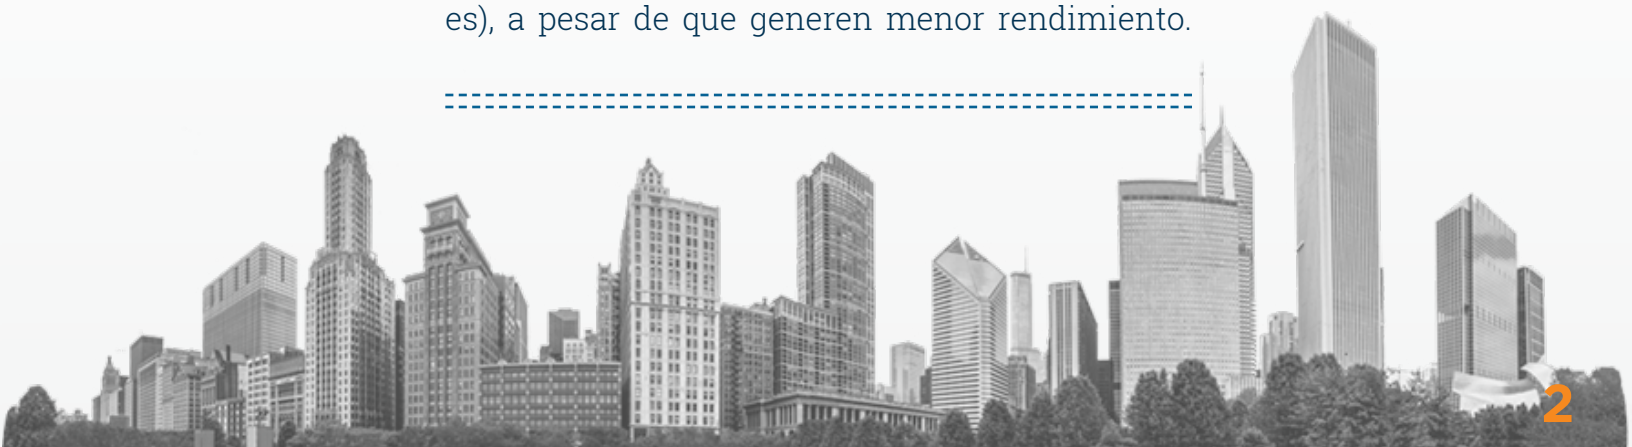 es), a pesar de que generen menor rendimiento.
2